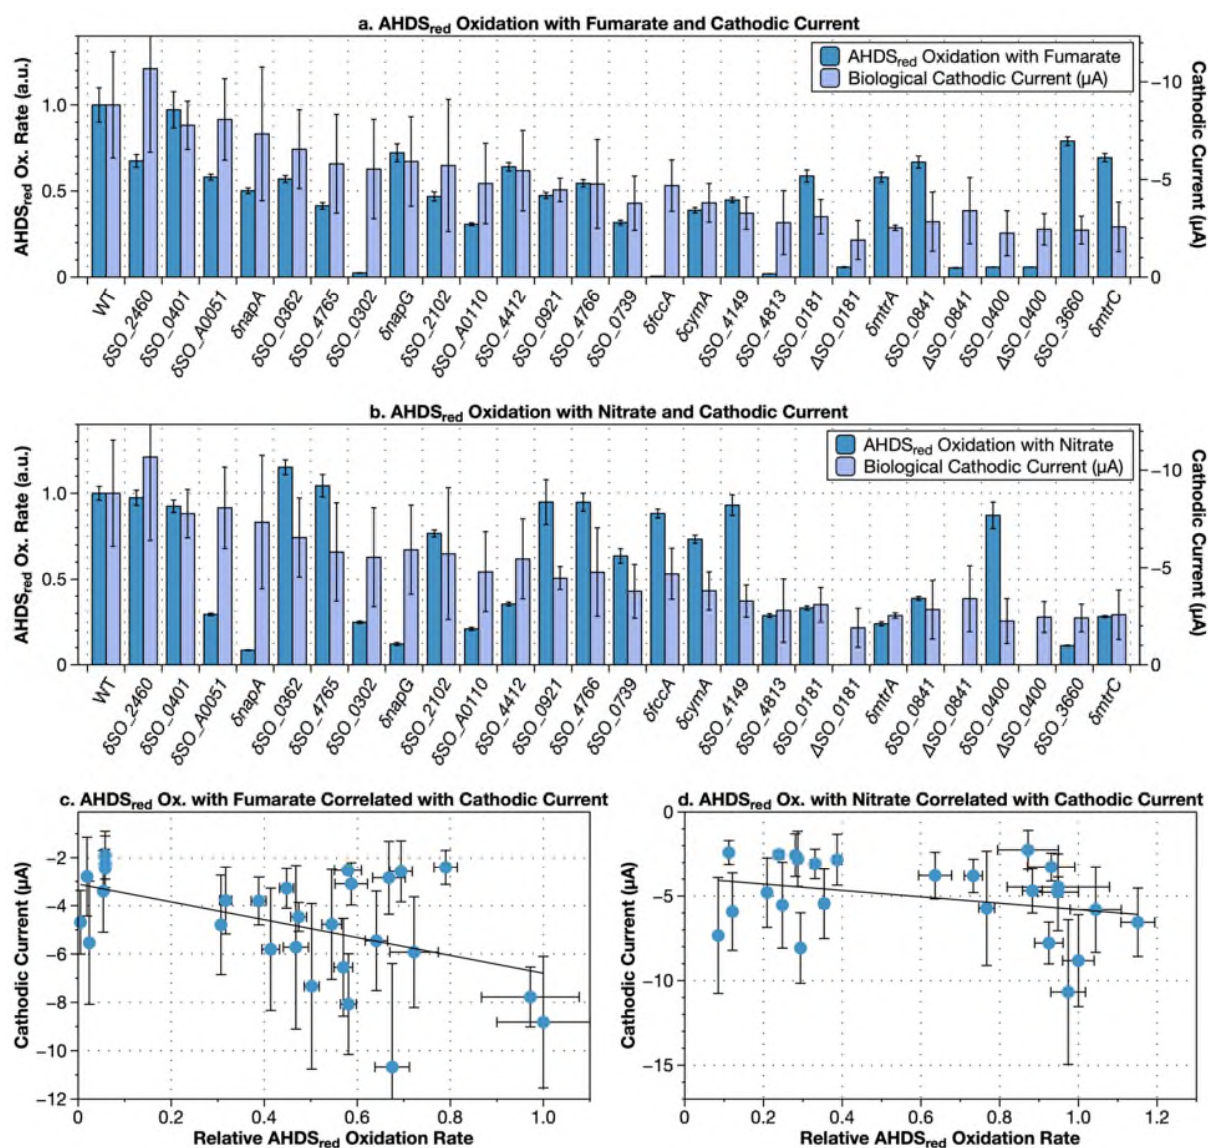 a. AHDSred Oxidation with Fumarate and Cathodic Current
AHDSred Oxidation with Fumarate
Biological Cathodic Current (µA)
AHDSred Ox. Rate (a.u.)
1.0
0.5
0
Cathodic Current (µA)
−10
−5
0
WT
δSO_2460
δSO_0401
δSO_A0051
δnapA
δSO_0362
δSO_4765
δSO_0302
δnapG
δSO_2102
δSO_A0110
δSO_4412
δSO_0921
δSO_4766
δSO_0739
δfccA
δcymA
δSO_4149
δSO_4813
δSO_0181
ΔSO_0181
δmtrA
δSO_0841
ΔSO_0841
δSO_0400
ΔSO_0400
δSO_3660
δmtrC
b. AHDSred Oxidation with Nitrate and Cathodic Current
AHDSred Oxidation with Nitrate
Biological Cathodic Current (µA)
AHDSred Ox. Rate (a.u.)
1.0
0.5
0
Cathodic Current (µA)
−10
−5
0
WT
δSO_2460
δSO_0401
δSO_A0051
δnapA
δSO_0362
δSO_4765
δSO_0302
δnapG
δSO_2102
δSO_A0110
δSO_4412
δSO_0921
δSO_4766
δSO_0739
δfccA
δcymA
δSO_4149
δSO_4813
δSO_0181
ΔSO_0181
δmtrA
δSO_0841
ΔSO_0841
δSO_0400
ΔSO_0400
δSO_3660
δmtrC
c. AHDSred Ox. with Fumarate Correlated with Cathodic Current
Cathodic Current (µA)
−2
−4
−6
−8
−10
−12
0 0.2 0.4 0.6 0.8 1.0
Relative AHDSred Oxidation Rate
d. AHDSred Ox. with Nitrate Correlated with Cathodic Current
Cathodic Current (µA)
0
−5
−10
−15
0 0.2 0.4 0.6 0.8 1.0 1.2
Relative AHDSred Oxidation Rate